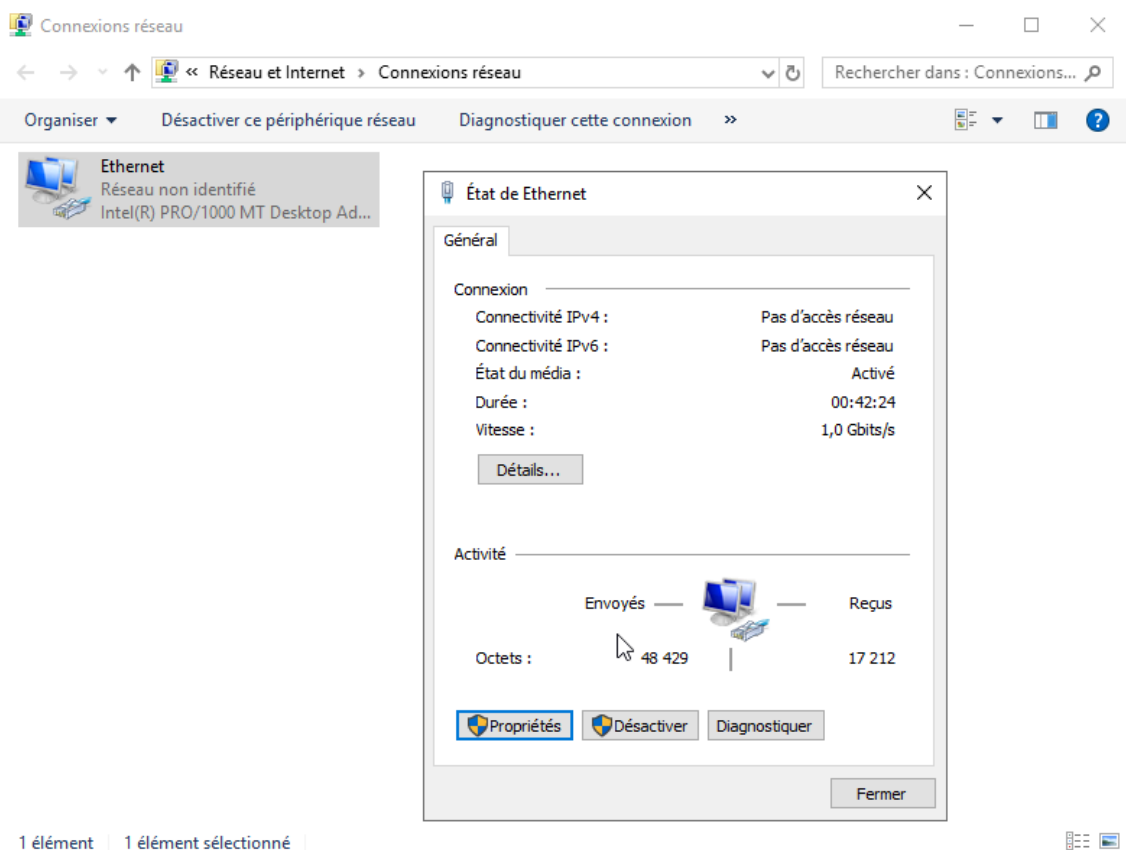 Connexions réseau
« Réseau et Internet › Connexions réseau
Rechercher dans : Connexions...
Organiser
Désactiver ce périphérique réseau
Diagnostiquer cette connexion
»
Ethernet
Réseau non identifié
Intel(R) PRO/1000 MT Desktop Ad...
État de Ethernet
Général
Connexion
Connectivité IPv4 : Pas d'accès réseau
Connectivité IPv6 : Pas d'accès réseau
État du média : Activé
Durée : 00:42:24
Vitesse : 1,0 Gbits/s
Détails...
Activité
Envoyés — — Reçus
Octets : 48 429 | 17 212
Propriétés
Désactiver
Diagnostiquer
Fermer
1 élément
1 élément sélectionné